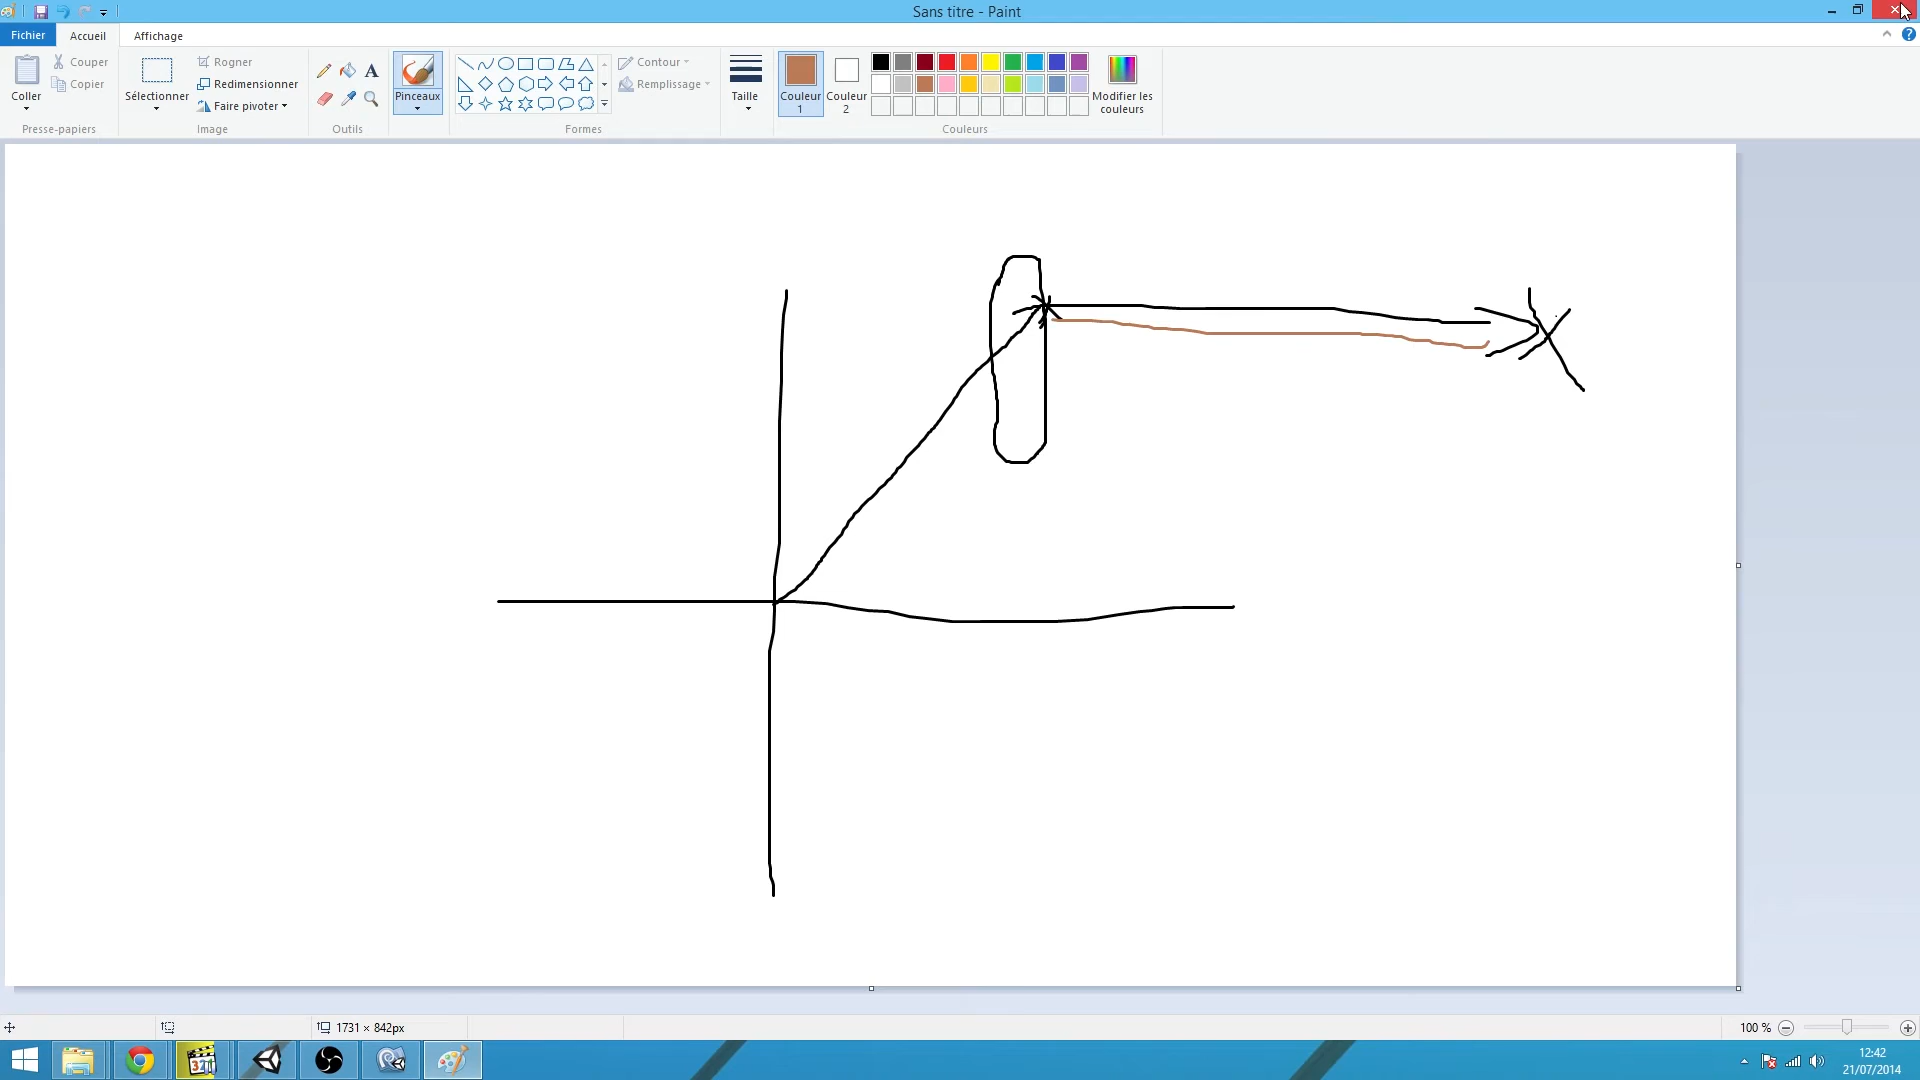 Sans titre - Paint
Fichier Accueil Affichage
Coller
Couper
Copier
Presse-papiers
Sélectionner
Rogner
Redimensionner
Faire pivoter
Image
A
Outils
Pinceaux
Contour
Remplissage
Formes
Taille
Couleur 1
Couleur 2
Modifier les couleurs
Couleurs
1731 × 842px
100 %
321
12:42
21/07/2014